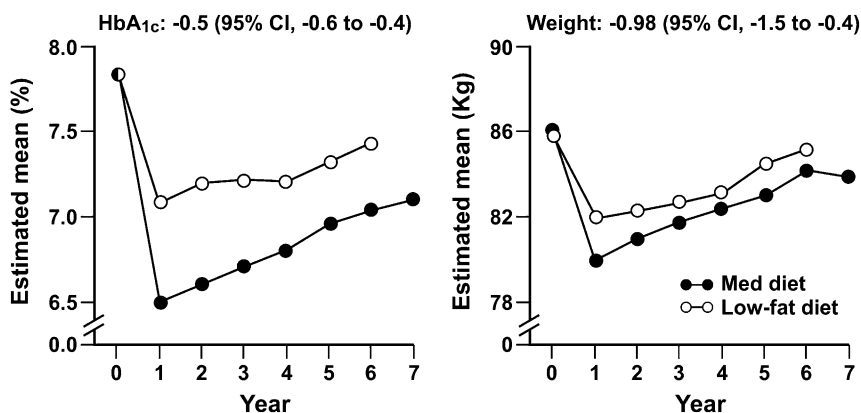 HbA1c: -0.5 (95% CI, -0.6 to -0.4)
8.0
7.5
7.0
6.5
0.0
Estimated mean (%)
0 1 2 3 4 5 6 7
Year
Weight: -0.98 (95% CI, -1.5 to -0.4)
90
86
82
78
0
Estimated mean (Kg)
Med diet
Low-fat diet
0 1 2 3 4 5 6 7
Year